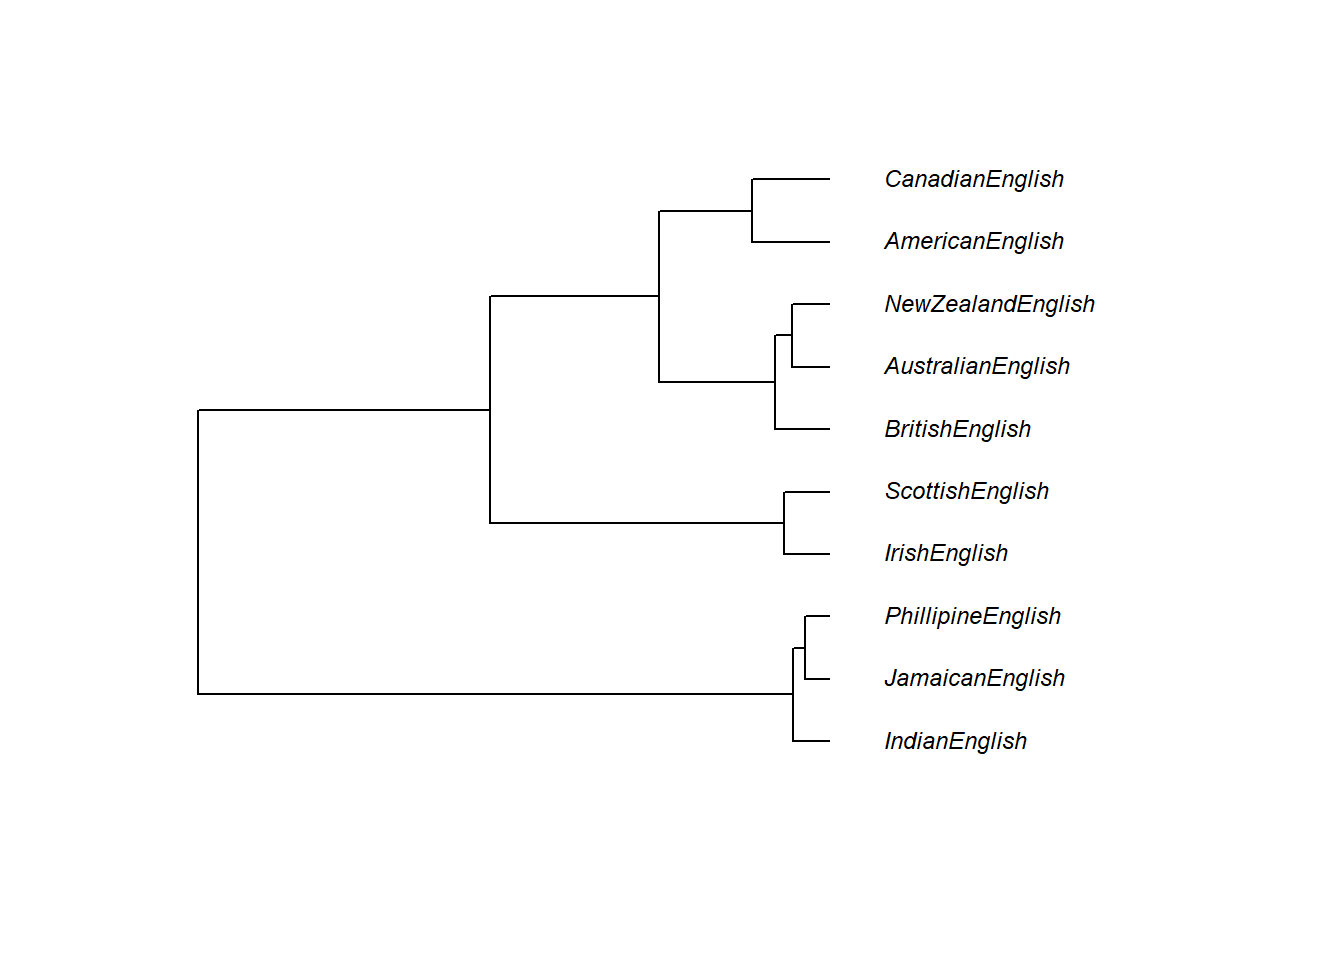 CanadianEnglish
AmericanEnglish
NewZealandEnglish
AustralianEnglish
BritishEnglish
ScottishEnglish
IrishEnglish
PhillipineEnglish
JamaicanEnglish
IndianEnglish